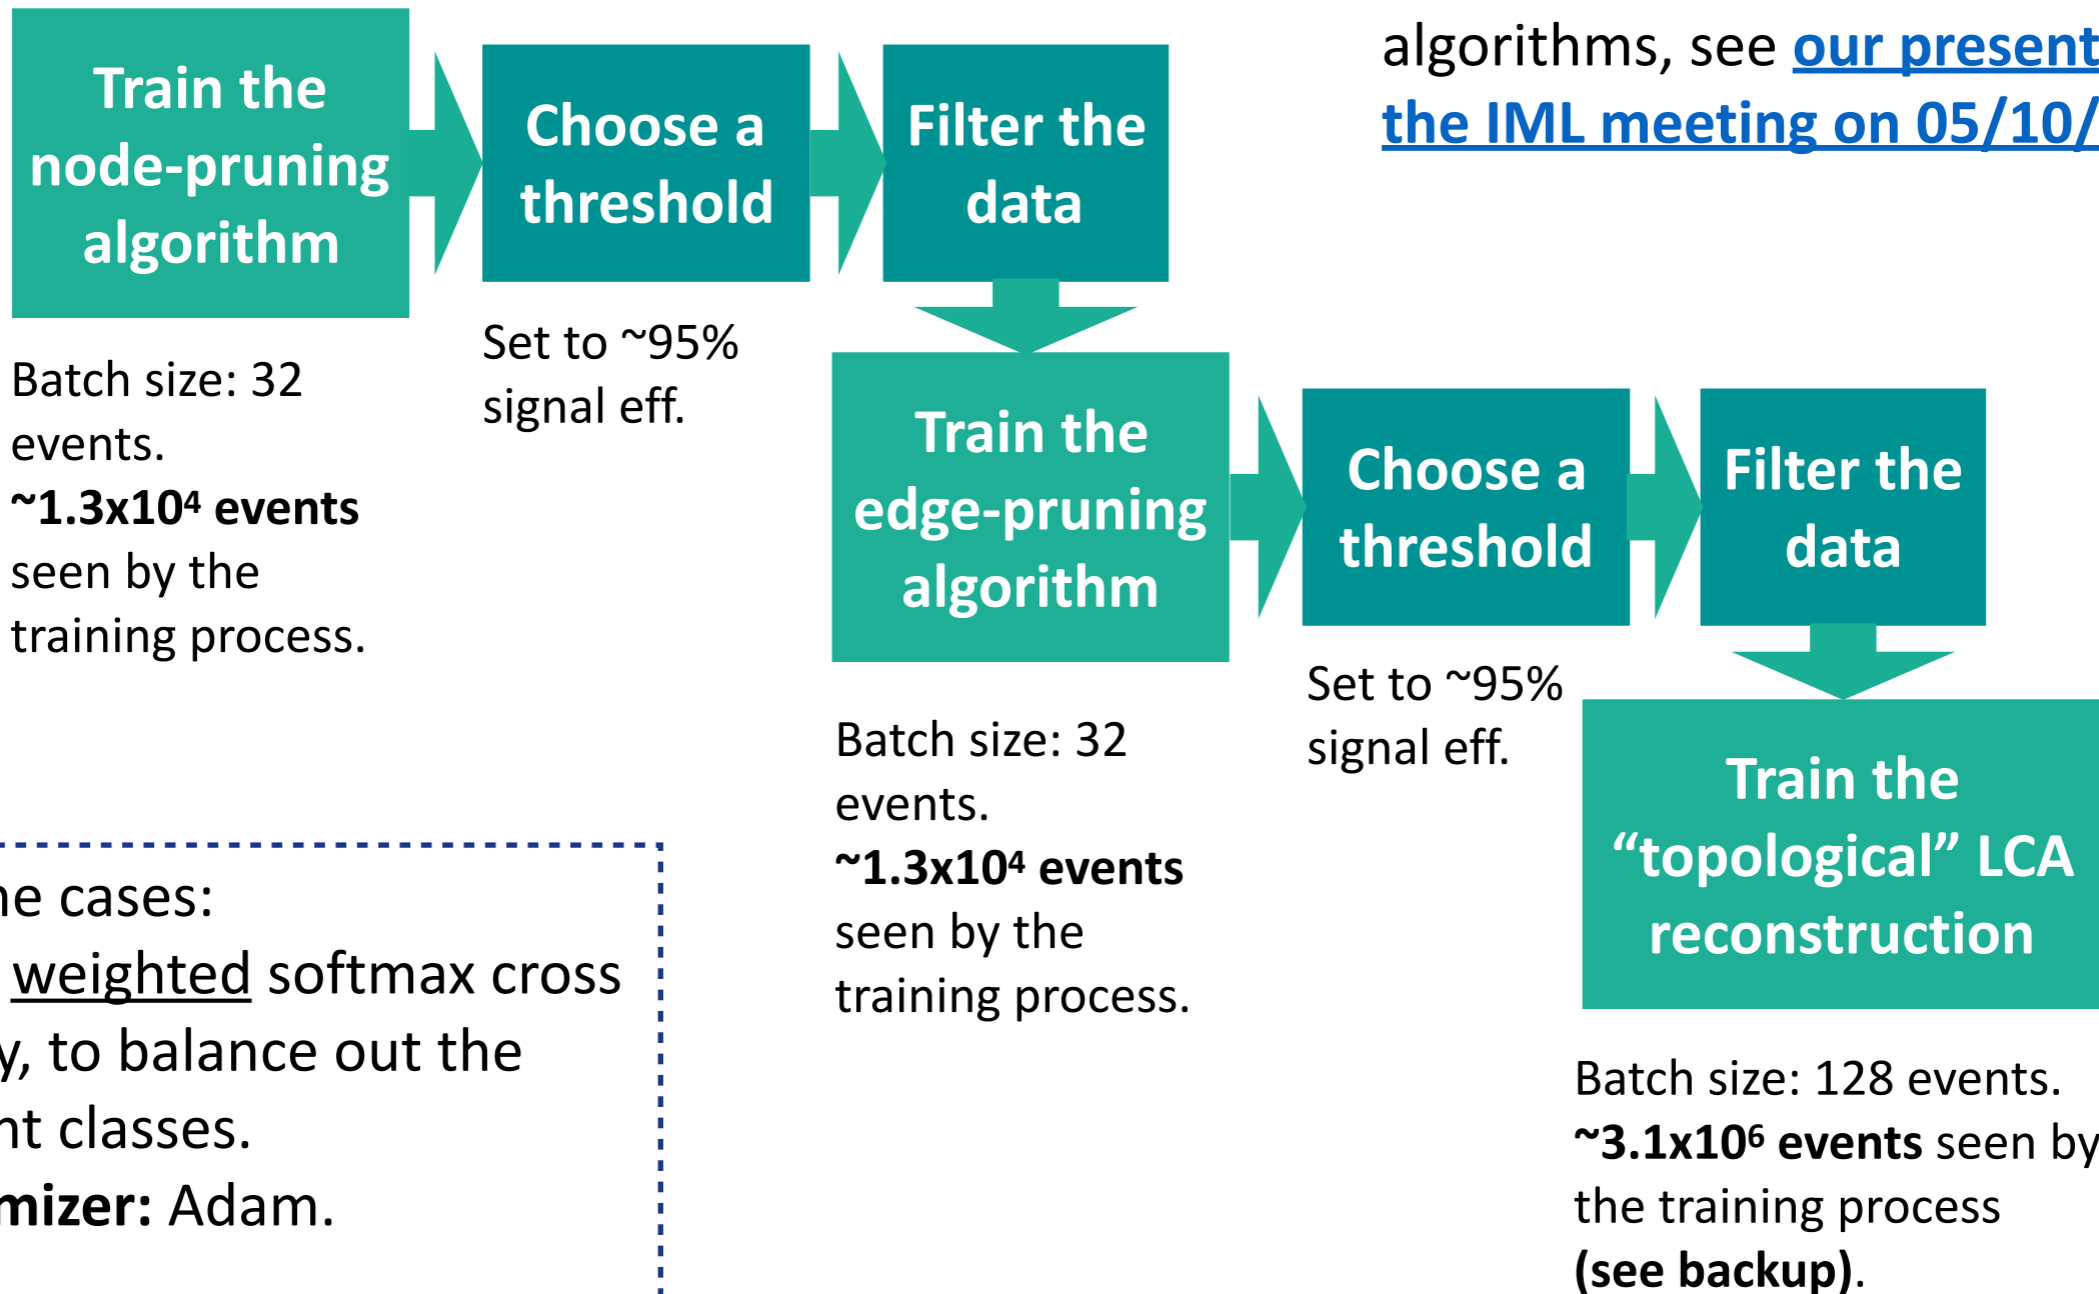 Train the
node-pruning
algorithm
Choose a
threshold
Filter the
data
algorithms, see our present
the IML meeting on 05/10/
Batch size: 32
events.
~1.3x10⁴ events
seen by the
training process.
Set to ~95%
signal eff.
Train the
edge-pruning
algorithm
Choose a
threshold
Filter the
data
Batch size: 32
events.
~1.3x10⁴ events
seen by the
training process.
Set to ~95%
signal eff.
Train the
“topological” LCA
reconstruction
Batch size: 128 events.
~3.1x10⁶ events seen by
the training process
(see backup).
ne cases:
weighted softmax cross
y, to balance out the
nt classes.
mizer: Adam.